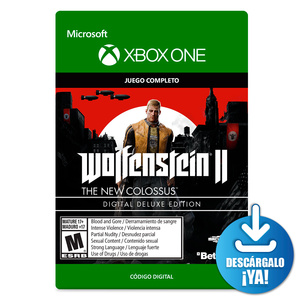 Microsoft
XBOX ONE
JUEGO COMPLETO
Wolfenstein II
THE NEW COLOSSUS
DIGITAL DELUXE EDITION
MATURE 17+
MADURO +17
M
ESRB
Blood and Gore / Derramamiento de sangre
Intense Violence / Violencia intensa
Partial Nudity / Desnudez parcial
Sexual Content / Contenido sexual
Strong Language / Lenguaje fuerte
Use of Drugs / Uso de drogas
Bet
CÓDIGO DIGITAL
DESCÁRGALO
¡YA!